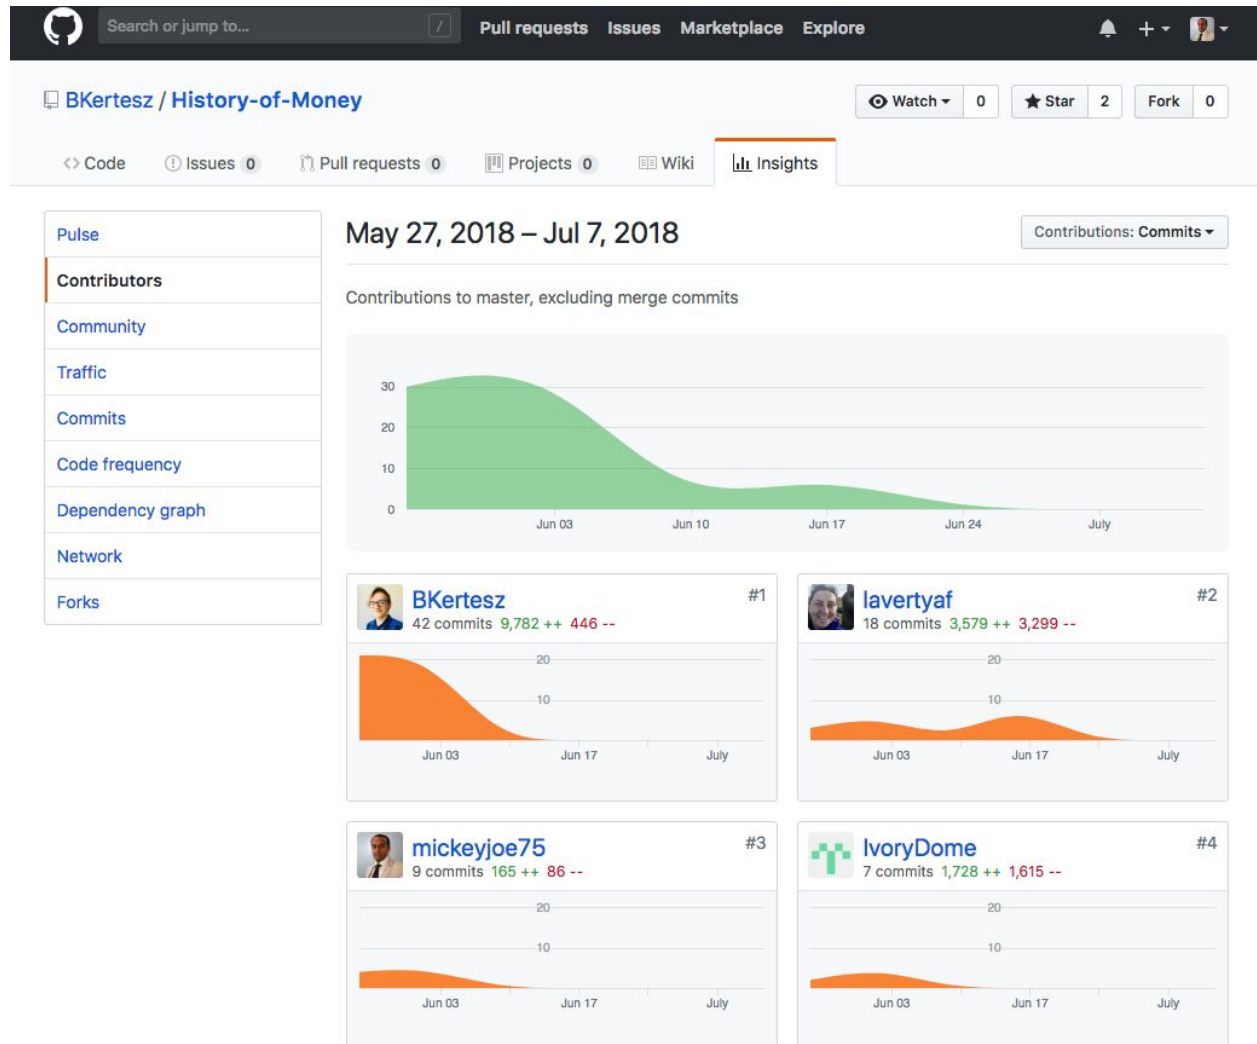 Search or jump to... /
Pull requests Issues Marketplace Explore
BKertesz / History-of-Money
Watch 0 Star 2 Fork 0
Code Issues 0 Pull requests 0 Projects 0 Wiki Insights
Pulse
Contributors
Community
Traffic
Commits
Code frequency
Dependency graph
Network
Forks
May 27, 2018 – Jul 7, 2018
Contributions: Commits
Contributions to master, excluding merge commits
30
20
10
0
Jun 03 Jun 10 Jun 17 Jun 24 July
BKertesz #1
42 commits 9,782 ++ 446 --
20
10
Jun 03 Jun 17 July
lavertyaf #2
18 commits 3,579 ++ 3,299 --
20
10
Jun 03 Jun 17 July
mickeyjoe75 #3
9 commits 165 ++ 86 --
20
10
Jun 03 Jun 17 July
IvoryDome #4
7 commits 1,728 ++ 1,615 --
20
10
Jun 03 Jun 17 July